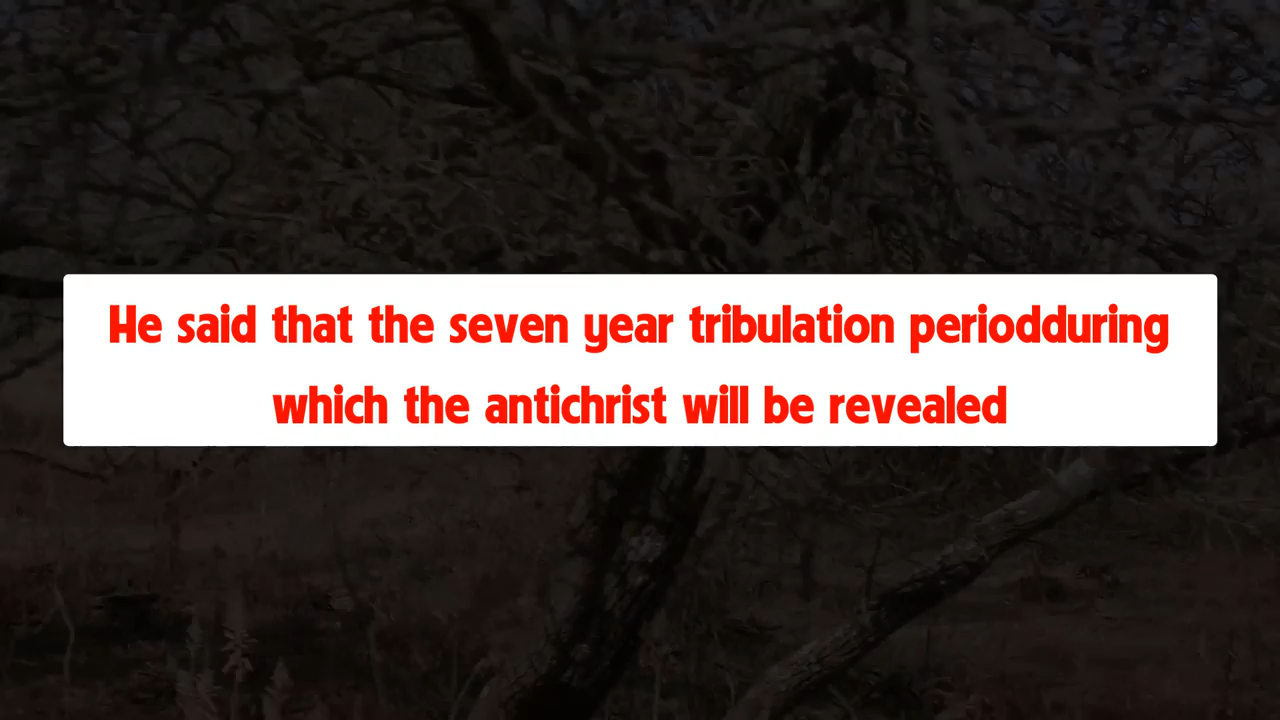 He said that the seven year tribulation periodduring
which the antichrist will be revealed